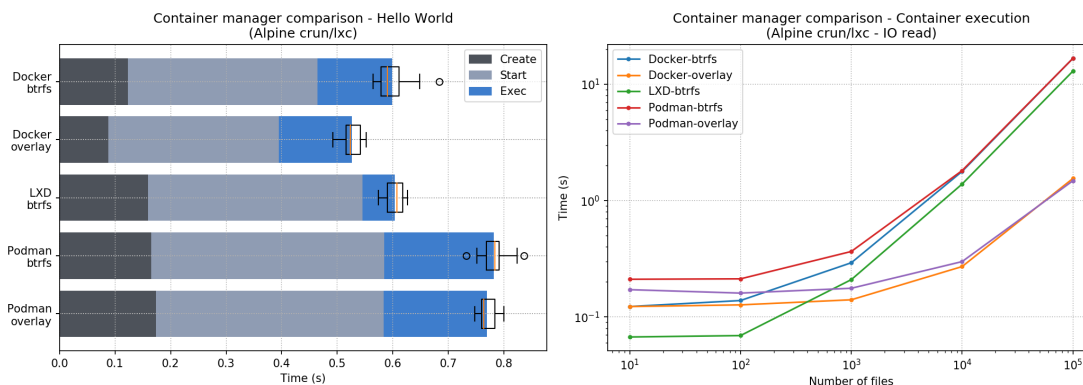 Container manager comparison - Hello World
(Alpine crun/lxc)
Create
Start
Exec
Docker
btrfs
Docker
overlay
LXD
btrfs
Podman
btrfs
Podman
overlay
0.0 0.1 0.2 0.3 0.4 0.5 0.6 0.7 0.8
Time (s)
Container manager comparison - Container execution
(Alpine crun/lxc - IO read)
Docker-btrfs
Docker-overlay
LXD-btrfs
Podman-btrfs
Podman-overlay
Time (s)
10¹
10⁰
10⁻¹
10¹ 10² 10³ 10⁴ 10⁵
Number of files